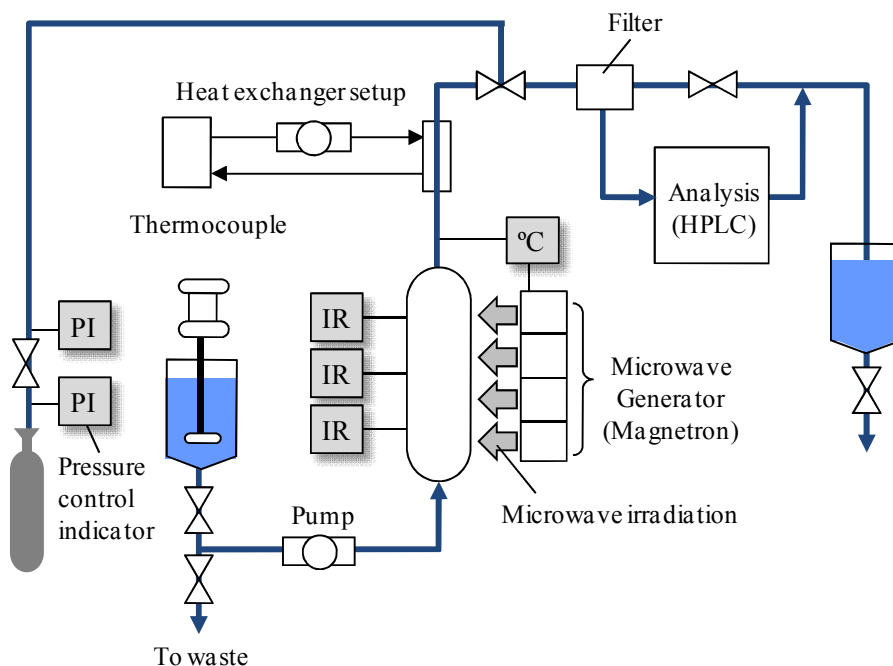 Filter
Heat exchanger setup
Analysis
(HPLC)
Thermocouple
ºC
PI
IR
PI
IR
IR
Microwave
Generator
(Magnetron)
Pressure
control
indicator
Pump
Microwave irradiation
To waste